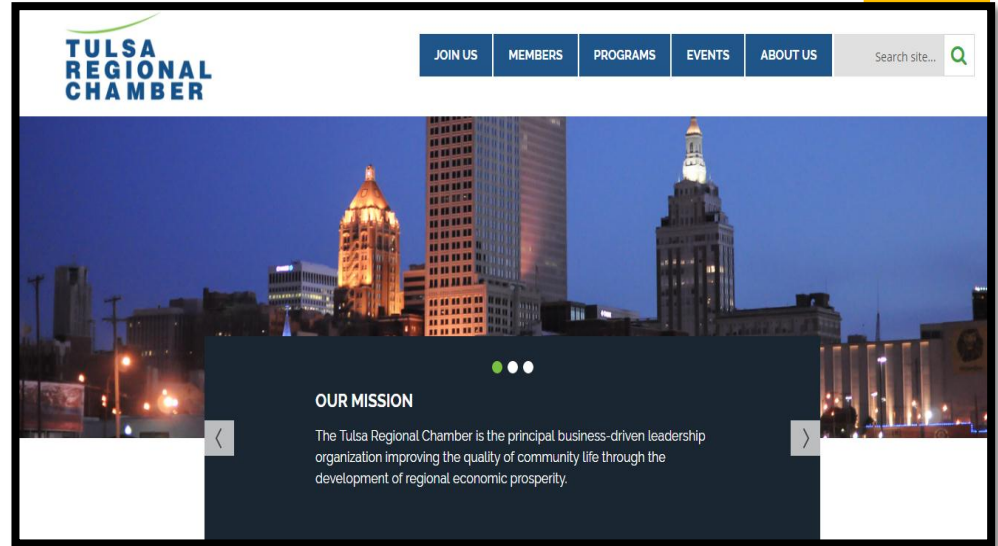 TULSA
REGIONAL
CHAMBER
JOIN US
MEMBERS
PROGRAMS
EVENTS
ABOUT US
Search site...
OUR MISSION
The Tulsa Regional Chamber is the principal business-driven leadership
organization improving the quality of community life through the
development of regional economic prosperity.